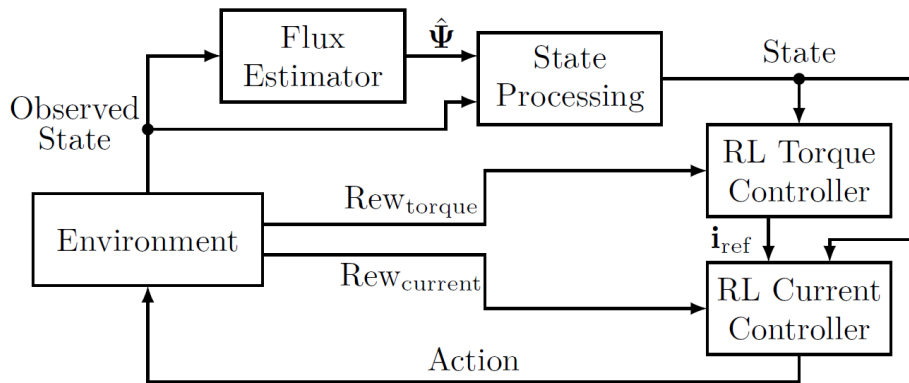 Flux
Estimator
Ψ̂
State
Processing
State
Observed
State
RL Torque
Controller
Rew_torque
Environment
i_ref
Rew_current
RL Current
Controller
Action